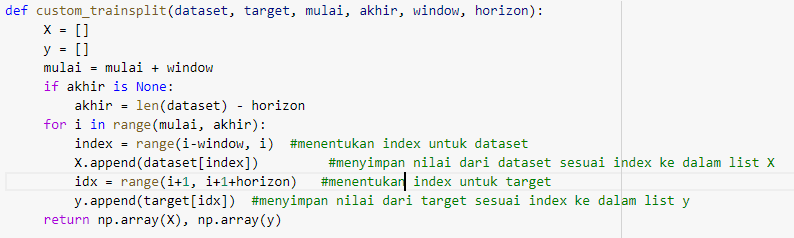 def custom_trainsplit(dataset, target, mulai, akhir, window, horizon):
    X = []
    y = []
    mulai = mulai + window
    if akhir is None:
        akhir = len(dataset) - horizon
    for i in range(mulai, akhir):
        index = range(i-window, i)  #menentukan index untuk dataset
        X.append(dataset[index])         #menyimpan nilai dari dataset sesuai index ke dalam list X
        idx = range(i+1, i+1+horizon)   #menentukan index untuk target
        y.append(target[idx])  #menyimpan nilai dari target sesuai index ke dalam list y
    return np.array(X), np.array(y)